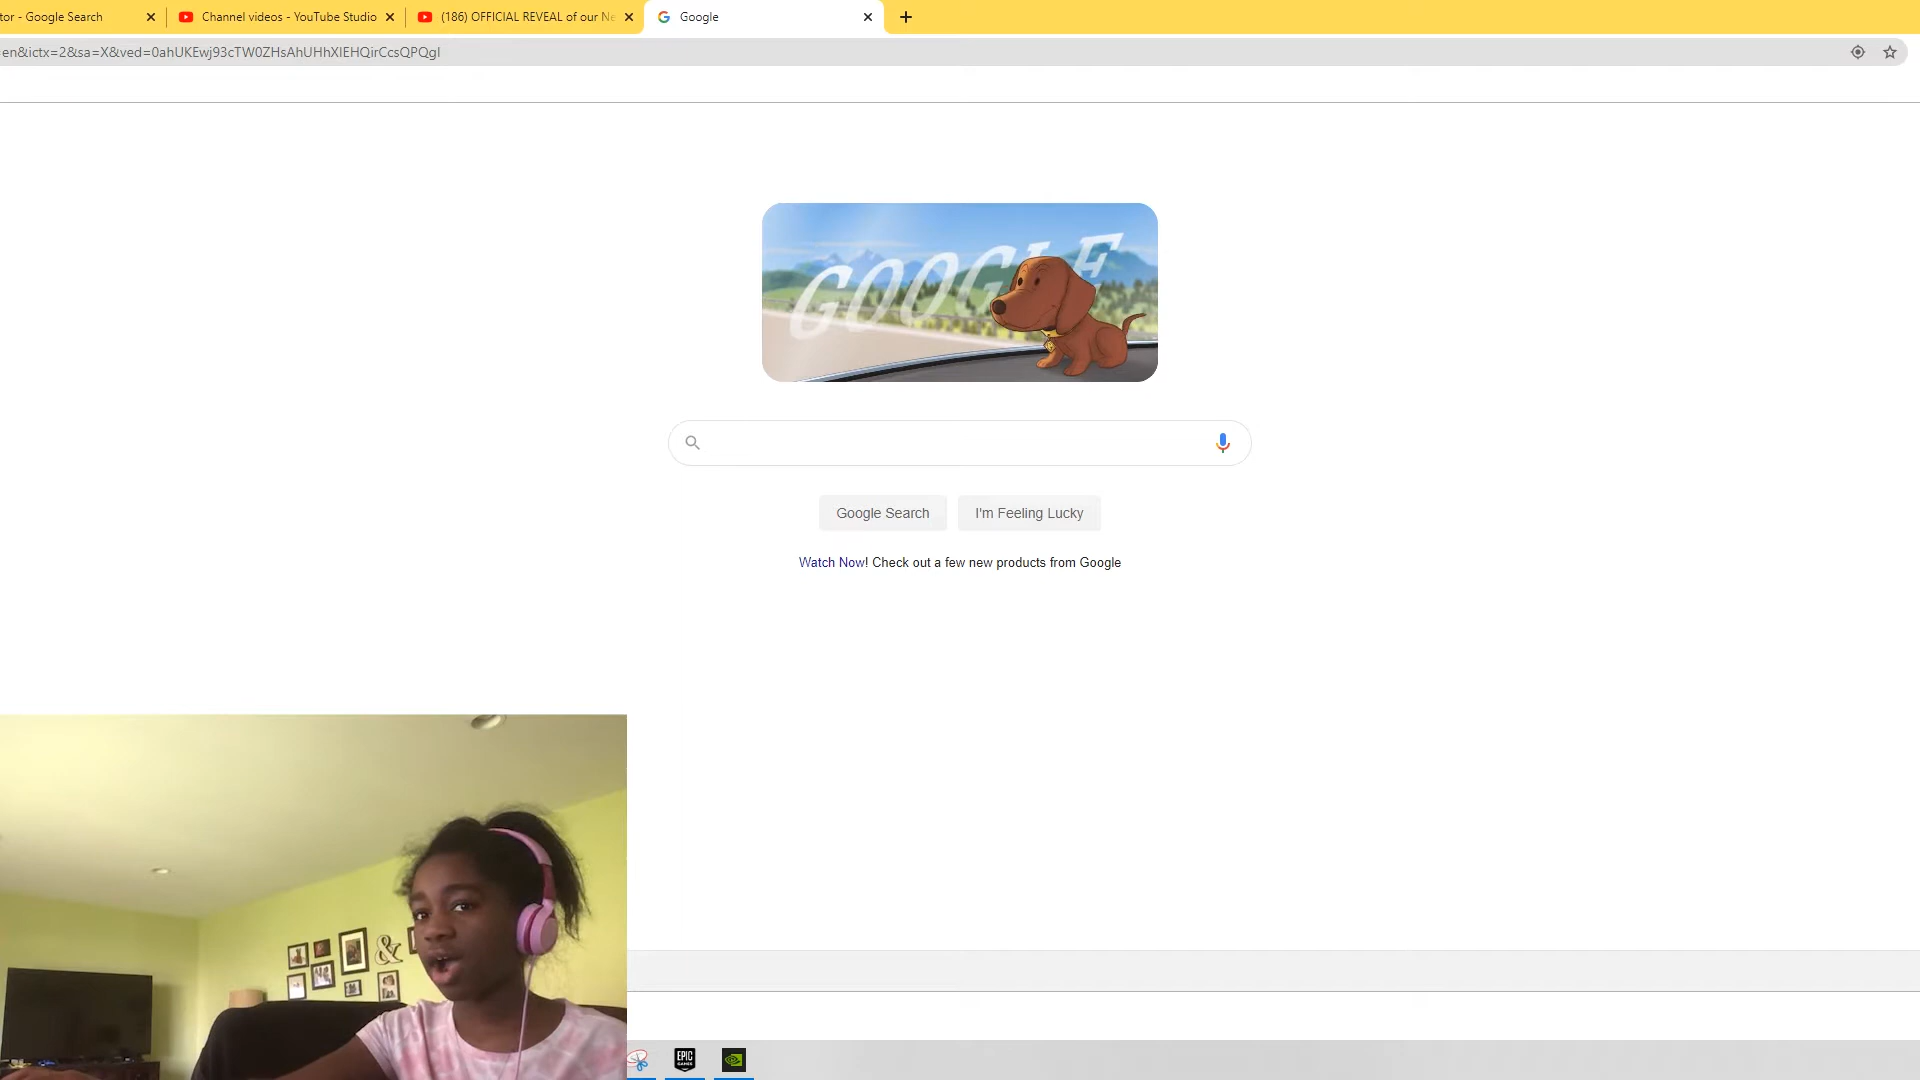 tor - Google Search
Channel videos - YouTube Studio
(186) OFFICIAL REVEAL of our Ne
Google
en&ictx=2&sa=X&ved=0ahUKEwj93cTW0ZHsAhUHhXIEHQirCcsQPQgI
GOOGLE
Google Search
I'm Feeling Lucky
Watch Now! Check out a few new products from Google
&
EPIC
GAMES